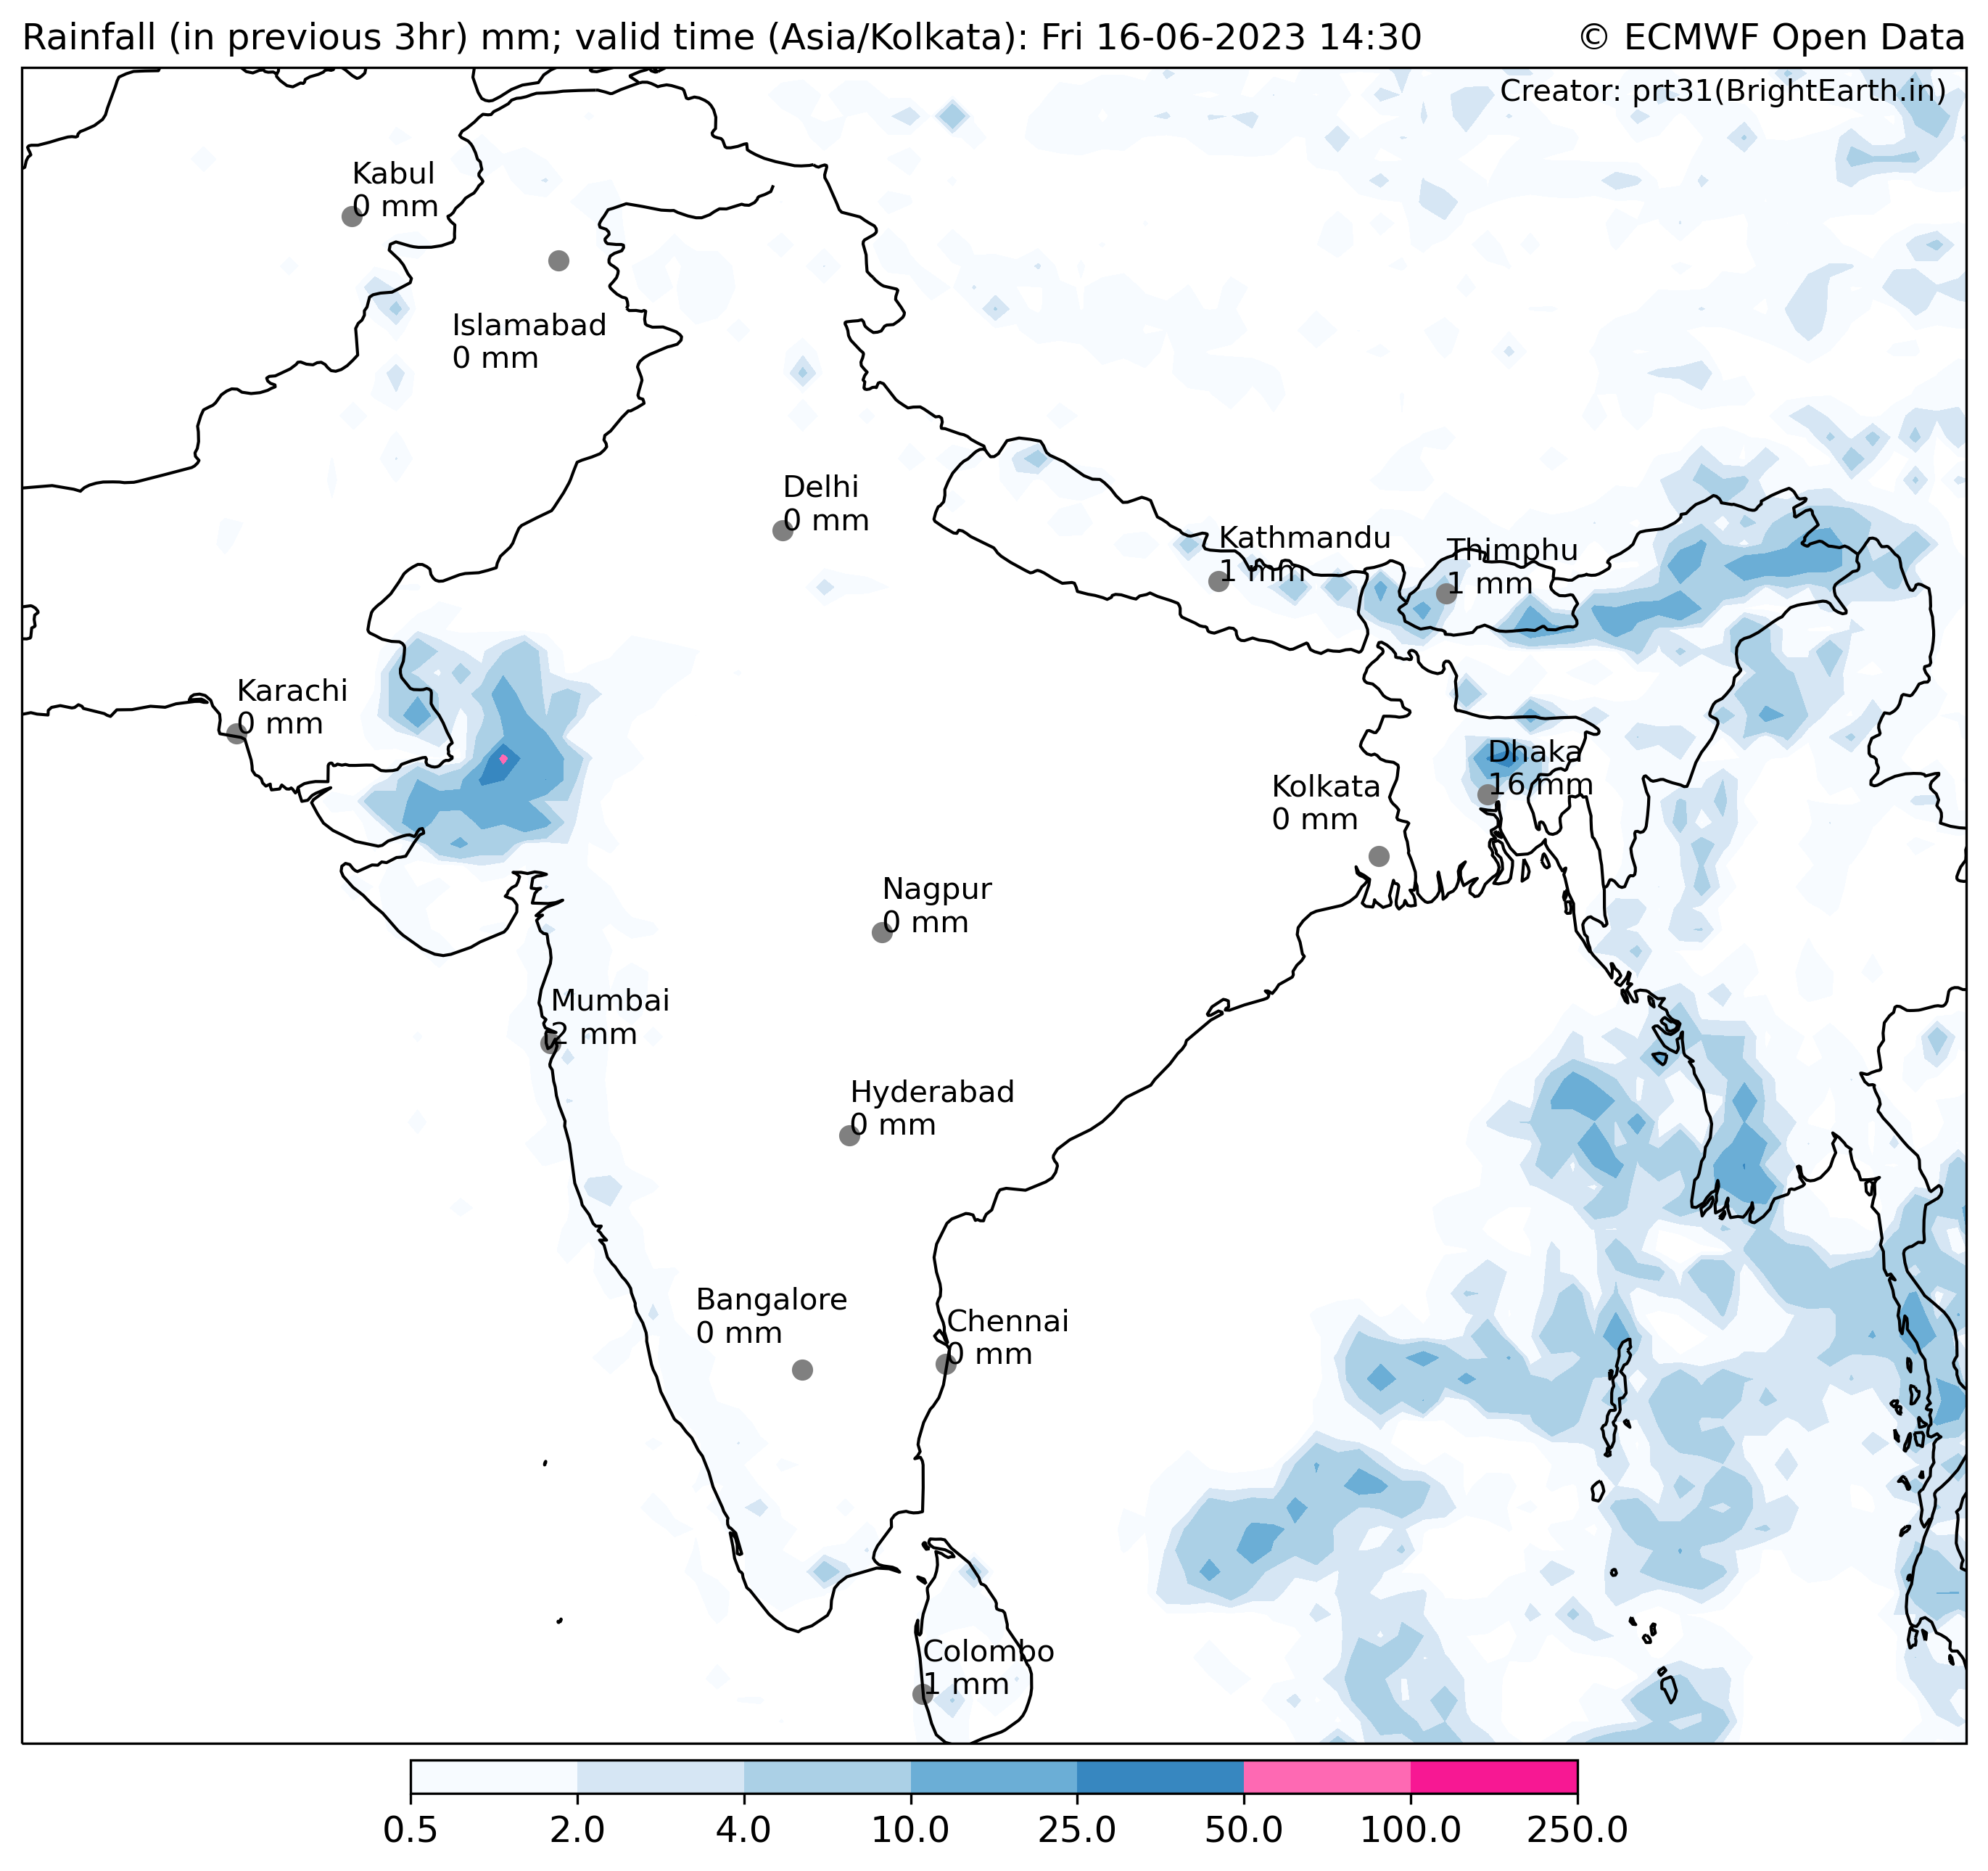 Rainfall (in previous 3hr) mm; valid time (Asia/Kolkata): Fri 16-06-2023 14:30
© ECMWF Open Data
Creator: prt31(BrightEarth.in)
Kabul
0 mm
Islamabad
0 mm
Delhi
0 mm
Kathmandu
1 mm
Thimphu
1 mm
Karachi
0 mm
Dhaka
16 mm
Kolkata
0 mm
Nagpur
0 mm
Mumbai
2 mm
Hyderabad
0 mm
Bangalore
0 mm
Chennai
0 mm
Colombo
1 mm
0.5 2.0 4.0 10.0 25.0 50.0 100.0 250.0